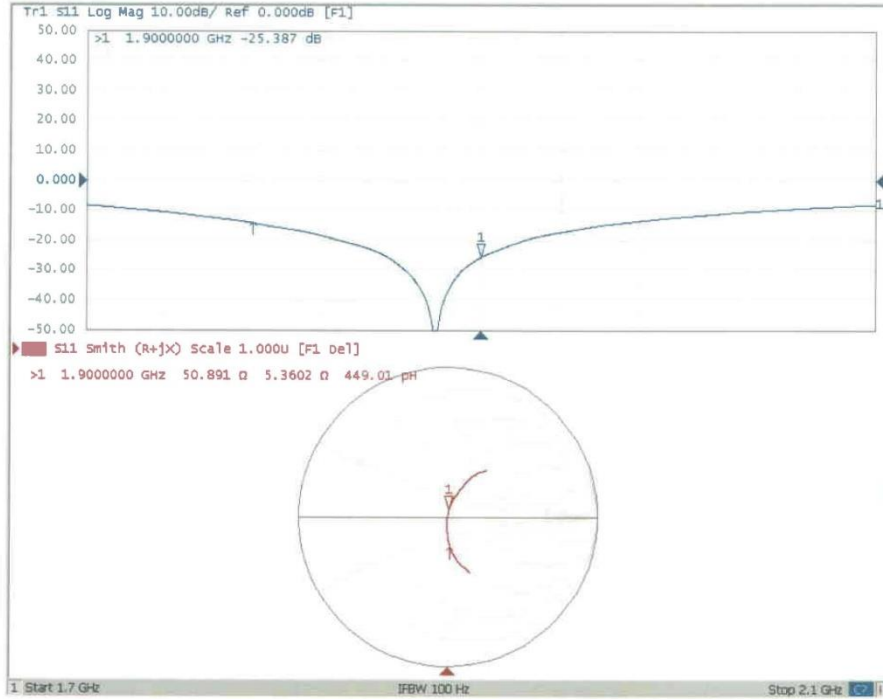 Tr1 S11 Log Mag 10.00dB/ Ref 0.000dB [F1]
50.00
>1 1.9000000 GHz -25.387 dB
40.00
30.00
20.00
10.00
0.000
-10.00
1
-20.00
1
-30.00
-40.00
-50.00
S11 Smith (R+jX) Scale 1.000U [F1 Del]
>1 1.9000000 GHz 50.891 Ω 5.3602 Ω 449.01 pH
1
1 Start 1.7 GHz IFBW 100 Hz Stop 2.1 GHz C?